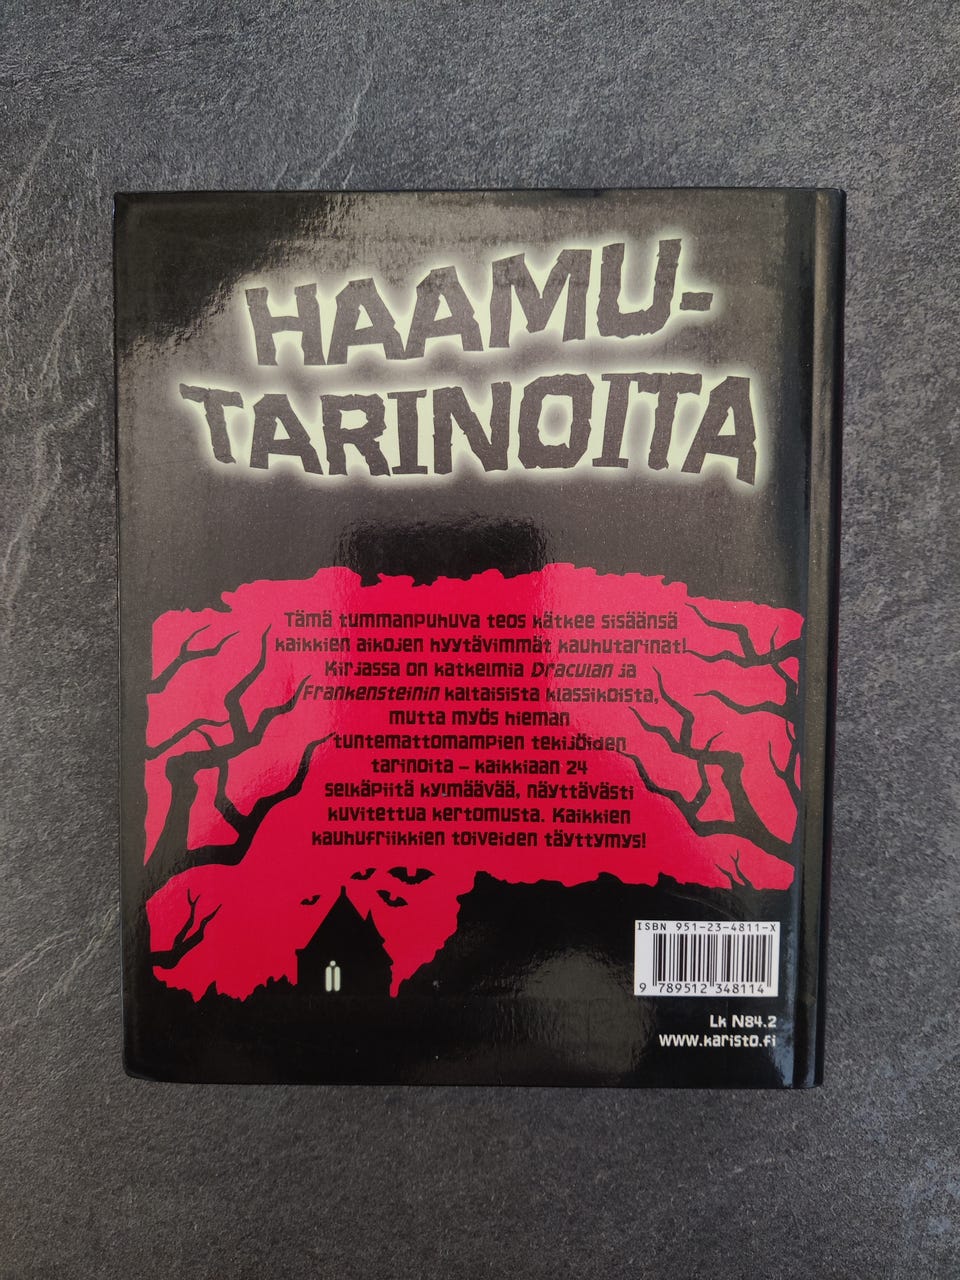 HAAMU-
TARINOITA
Tämä tummanpuhuva teos kätkee sisäänsä
kaikkien aikojen hyytävimmät kauhutarinat!
Kirjassa on katkelmia Draculan ja
Frankensteinin kaltaisista klassikoista,
mutta myös hieman
tuntemattomampien tekijöiden
tarinoita – kaikkiaan 24
selkäpiitä kylmäävää, näyttävästi
kuvitettua kertomusta. Kaikkien
kauhufriikkien toiveiden täyttymys!
ISBN 951-23-4811-X
9 789512 348114
Lk N84.2
www.karisto.fi